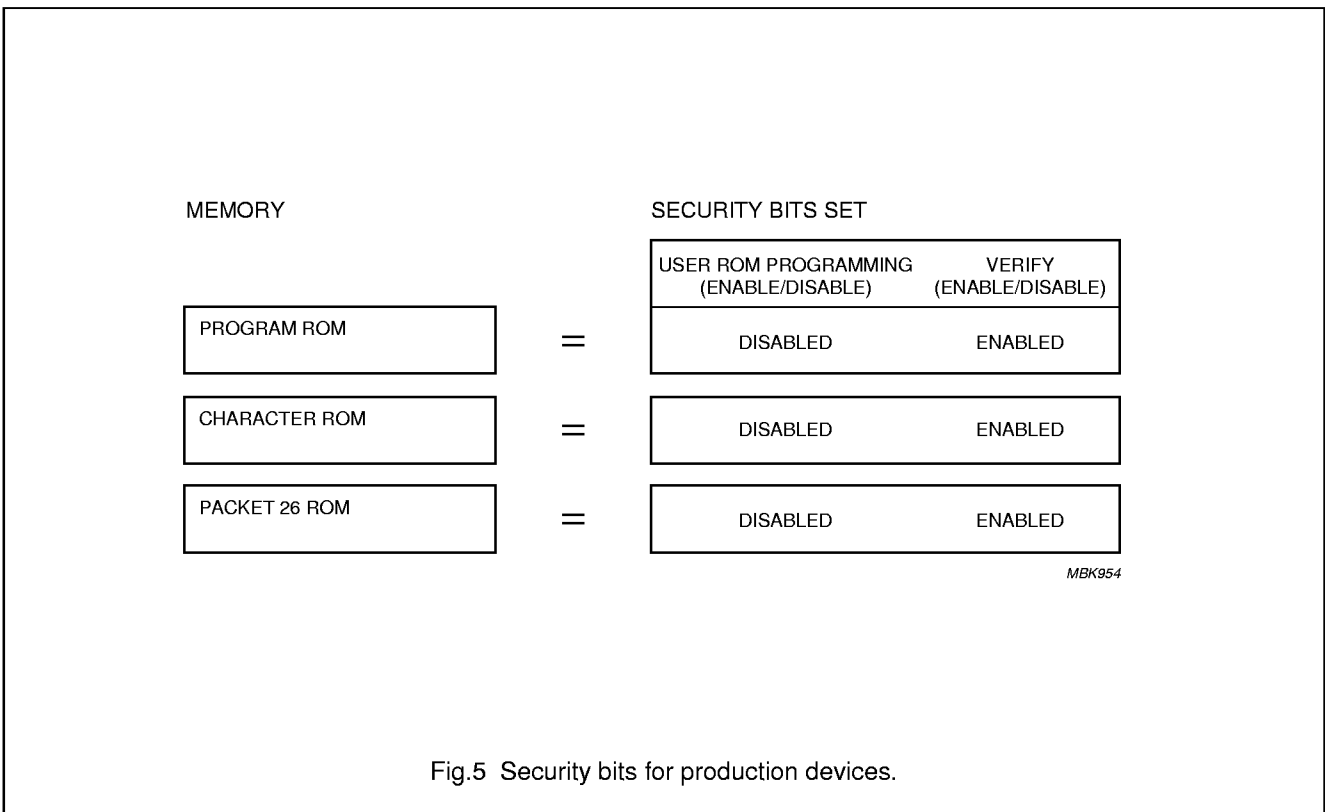 MEMORY SECURITY BITS SET
USER ROM PROGRAMMING VERIFY
(ENABLE/DISABLE) (ENABLE/DISABLE)
PROGRAM ROM = DISABLED ENABLED
CHARACTER ROM = DISABLED ENABLED
PACKET 26 ROM = DISABLED ENABLED
MBK954
Fig.5 Security bits for production devices.